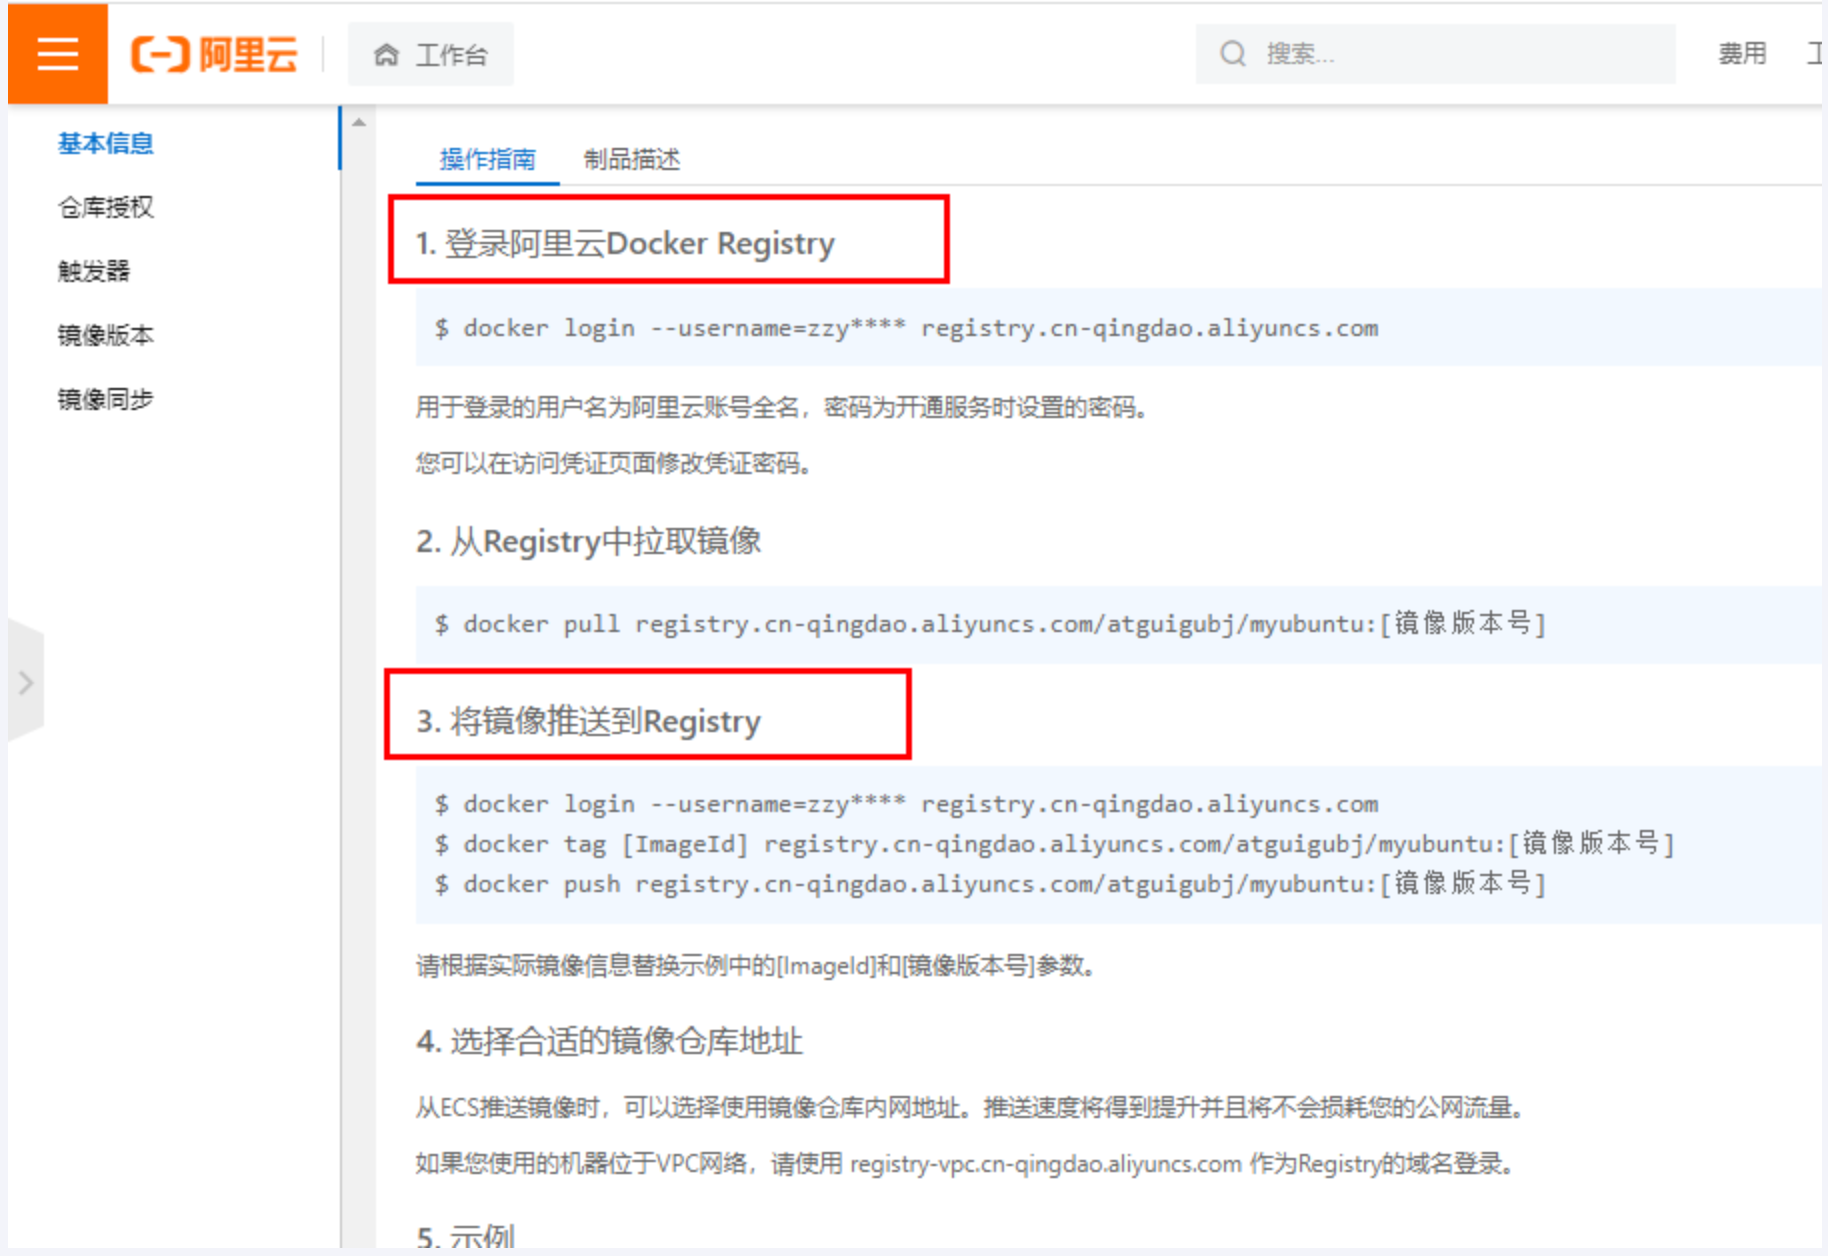 阿里云
工作台
搜索...
费用
基本信息
仓库授权
触发器
镜像版本
镜像同步
操作指南 制品描述
1. 登录阿里云Docker Registry
$ docker login --username=zzy**** registry.cn-qingdao.aliyuncs.com
用于登录的用户名为阿里云账号全名，密码为开通服务时设置的密码。
您可以在访问凭证页面修改凭证密码。
2. 从Registry中拉取镜像
$ docker pull registry.cn-qingdao.aliyuncs.com/atguigubj/myubuntu:[镜像版本号]
3. 将镜像推送到Registry
$ docker login --username=zzy**** registry.cn-qingdao.aliyuncs.com
$ docker tag [ImageId] registry.cn-qingdao.aliyuncs.com/atguigubj/myubuntu:[镜像版本号]
$ docker push registry.cn-qingdao.aliyuncs.com/atguigubj/myubuntu:[镜像版本号]
请根据实际镜像信息替换示例中的[ImageId]和[镜像版本号]参数。
4. 选择合适的镜像仓库地址
从ECS推送镜像时，可以选择使用镜像仓库内网地址。推送速度将得到提升并且将不会损耗您的公网流量。
如果您使用的机器位于VPC网络，请使用 registry-vpc.cn-qingdao.aliyuncs.com 作为Registry的域名登录。
5. 示例